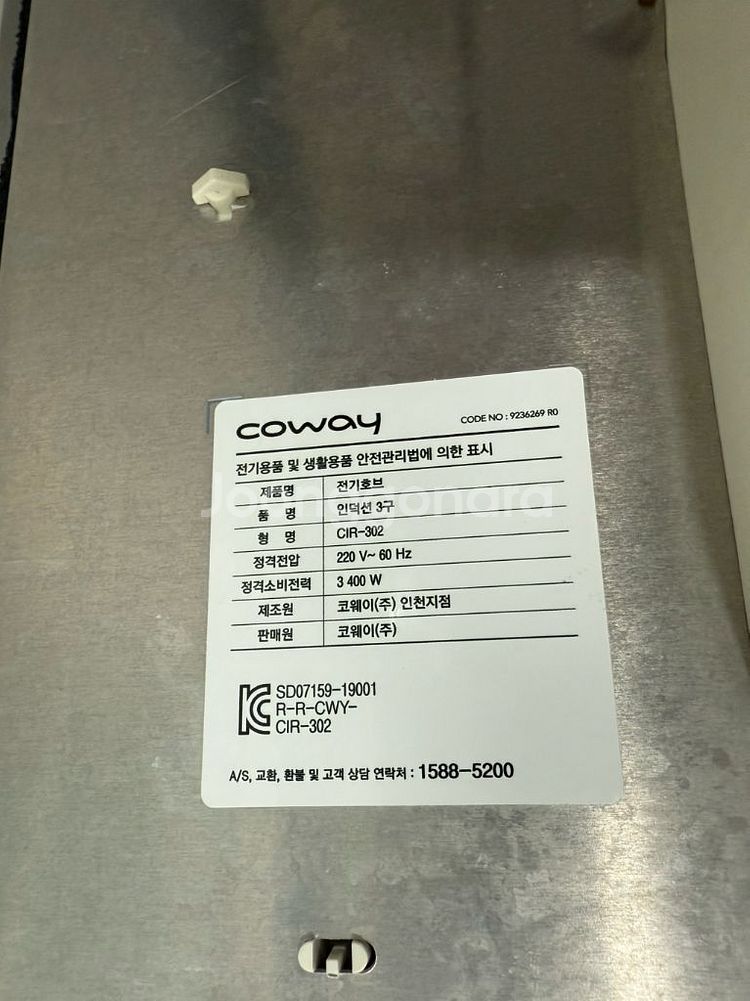 coway
CODE NO : 9236269 R0
전기용품 및 생활용품 안전관리법에 의한 표시
제품명 전기호브
품 명 인덕션 3구
형 명 CIR-302
정격전압 220 V~ 60 Hz
정격소비전력 3 400 W
제조원 코웨이(주) 인천지점
판매원 코웨이(주)
SD07159-19001
R-R-CWY-
CIR-302
A/S, 교환, 환불 및 고객 상담 연락처 : 1588-5200
Joonggonara